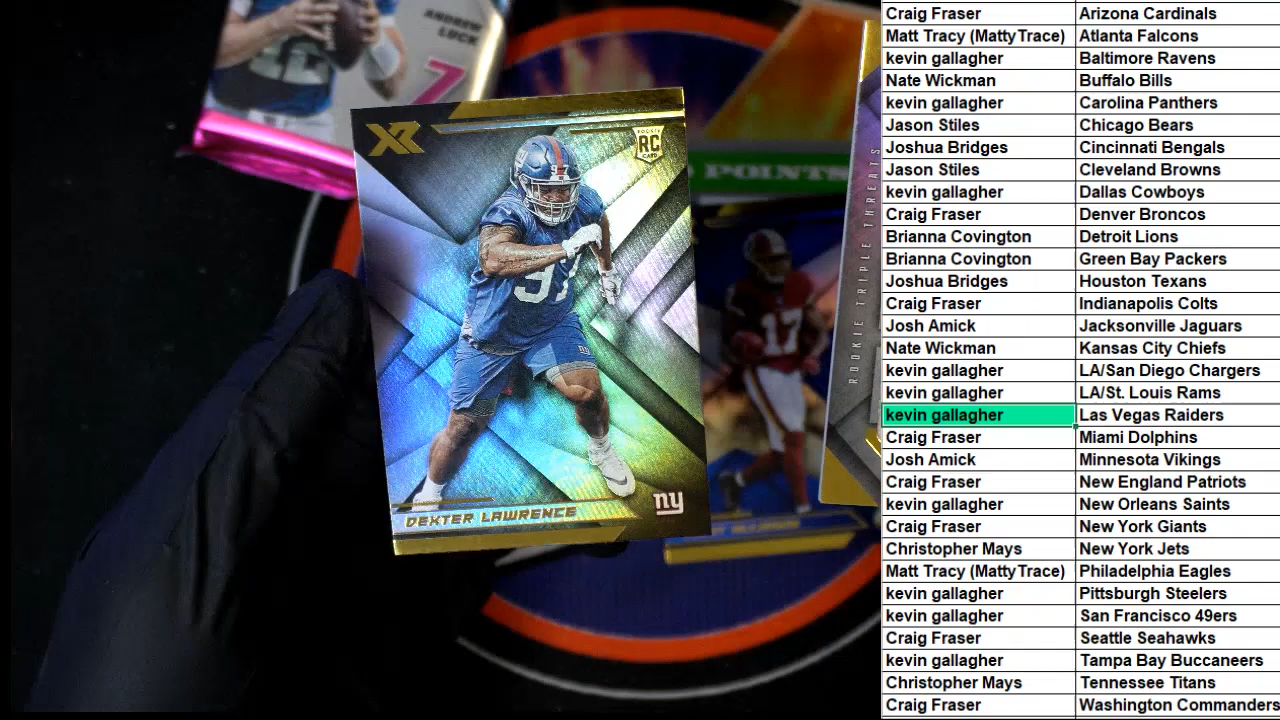 ANDREW
LUCK
7
XR
ROOKIE
RC
CARD
97
DEXTER LAWRENCE
ny
POINTS
17
ROOKIE TRIPLE THREATS
Craig Fraser Arizona Cardinals
Matt Tracy (MattyTrace) Atlanta Falcons
kevin gallagher Baltimore Ravens
Nate Wickman Buffalo Bills
kevin gallagher Carolina Panthers
Jason Stiles Chicago Bears
Joshua Bridges Cincinnati Bengals
Jason Stiles Cleveland Browns
kevin gallagher Dallas Cowboys
Craig Fraser Denver Broncos
Brianna Covington Detroit Lions
Brianna Covington Green Bay Packers
Joshua Bridges Houston Texans
Craig Fraser Indianapolis Colts
Josh Amick Jacksonville Jaguars
Nate Wickman Kansas City Chiefs
kevin gallagher LA/San Diego Chargers
kevin gallagher LA/St. Louis Rams
kevin gallagher Las Vegas Raiders
Craig Fraser Miami Dolphins
Josh Amick Minnesota Vikings
Craig Fraser New England Patriots
kevin gallagher New Orleans Saints
Craig Fraser New York Giants
Christopher Mays New York Jets
Matt Tracy (MattyTrace) Philadelphia Eagles
kevin gallagher Pittsburgh Steelers
kevin gallagher San Francisco 49ers
Craig Fraser Seattle Seahawks
kevin gallagher Tampa Bay Buccaneers
Christopher Mays Tennessee Titans
Craig Fraser Washington Commanders